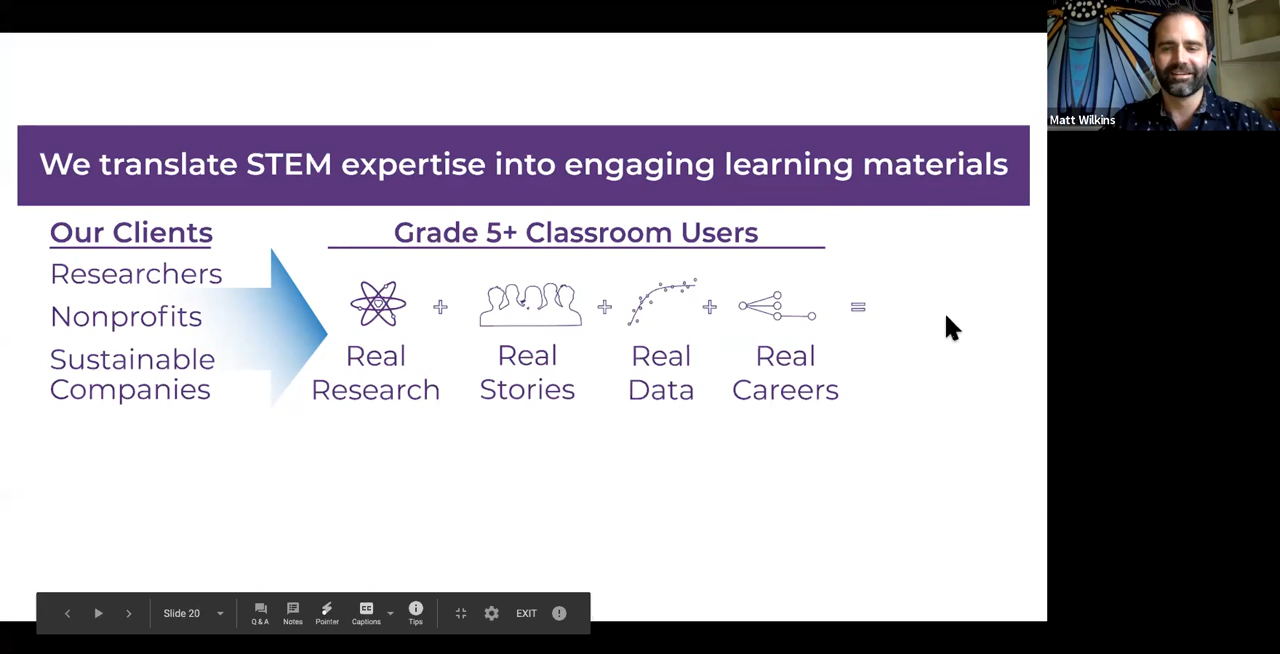 We translate STEM expertise into engaging learning materials
Our Clients
Researchers
Nonprofits
Sustainable
Companies
Grade 5+ Classroom Users
+ + + =
Real
Research
Real
Stories
Real
Data
Real
Careers
Matt Wilkins
Slide 20
Q & A
Notes
Pointer
CC
Captions
Tips
EXIT